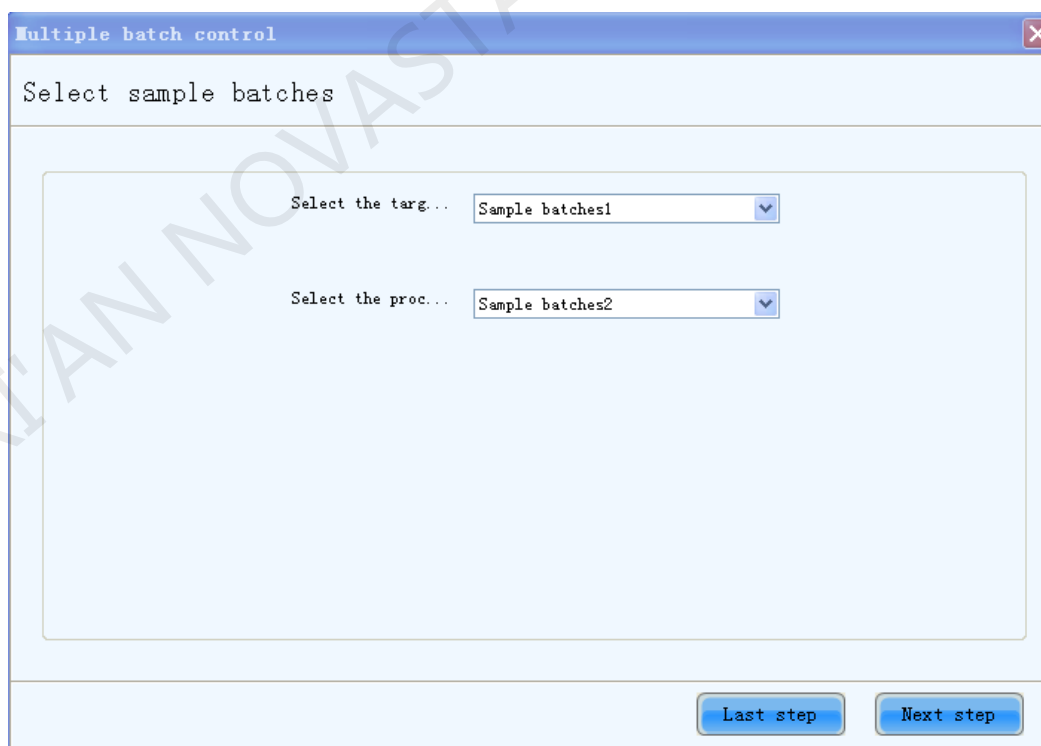 Multiple batch control
Select sample batches
Select the targ...
Sample batches1
Select the proc...
Sample batches2
Last step
Next step